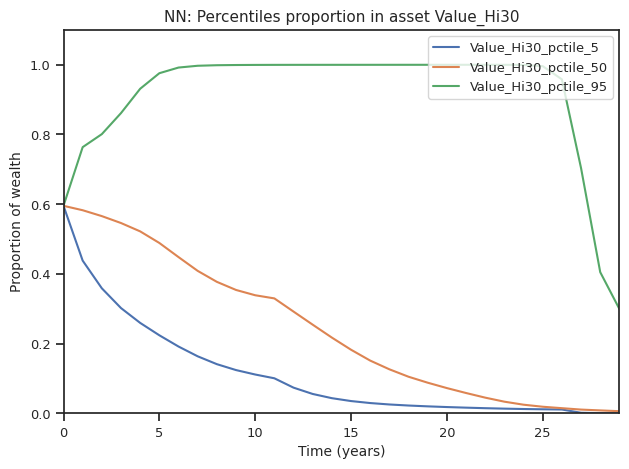 NN: Percentiles proportion in asset Value_Hi30
Value_Hi30_pctile_5
Value_Hi30_pctile_50
Value_Hi30_pctile_95
Proportion of wealth
1.0
0.8
0.6
0.4
0.2
0.0
0 5 10 15 20 25
Time (years)